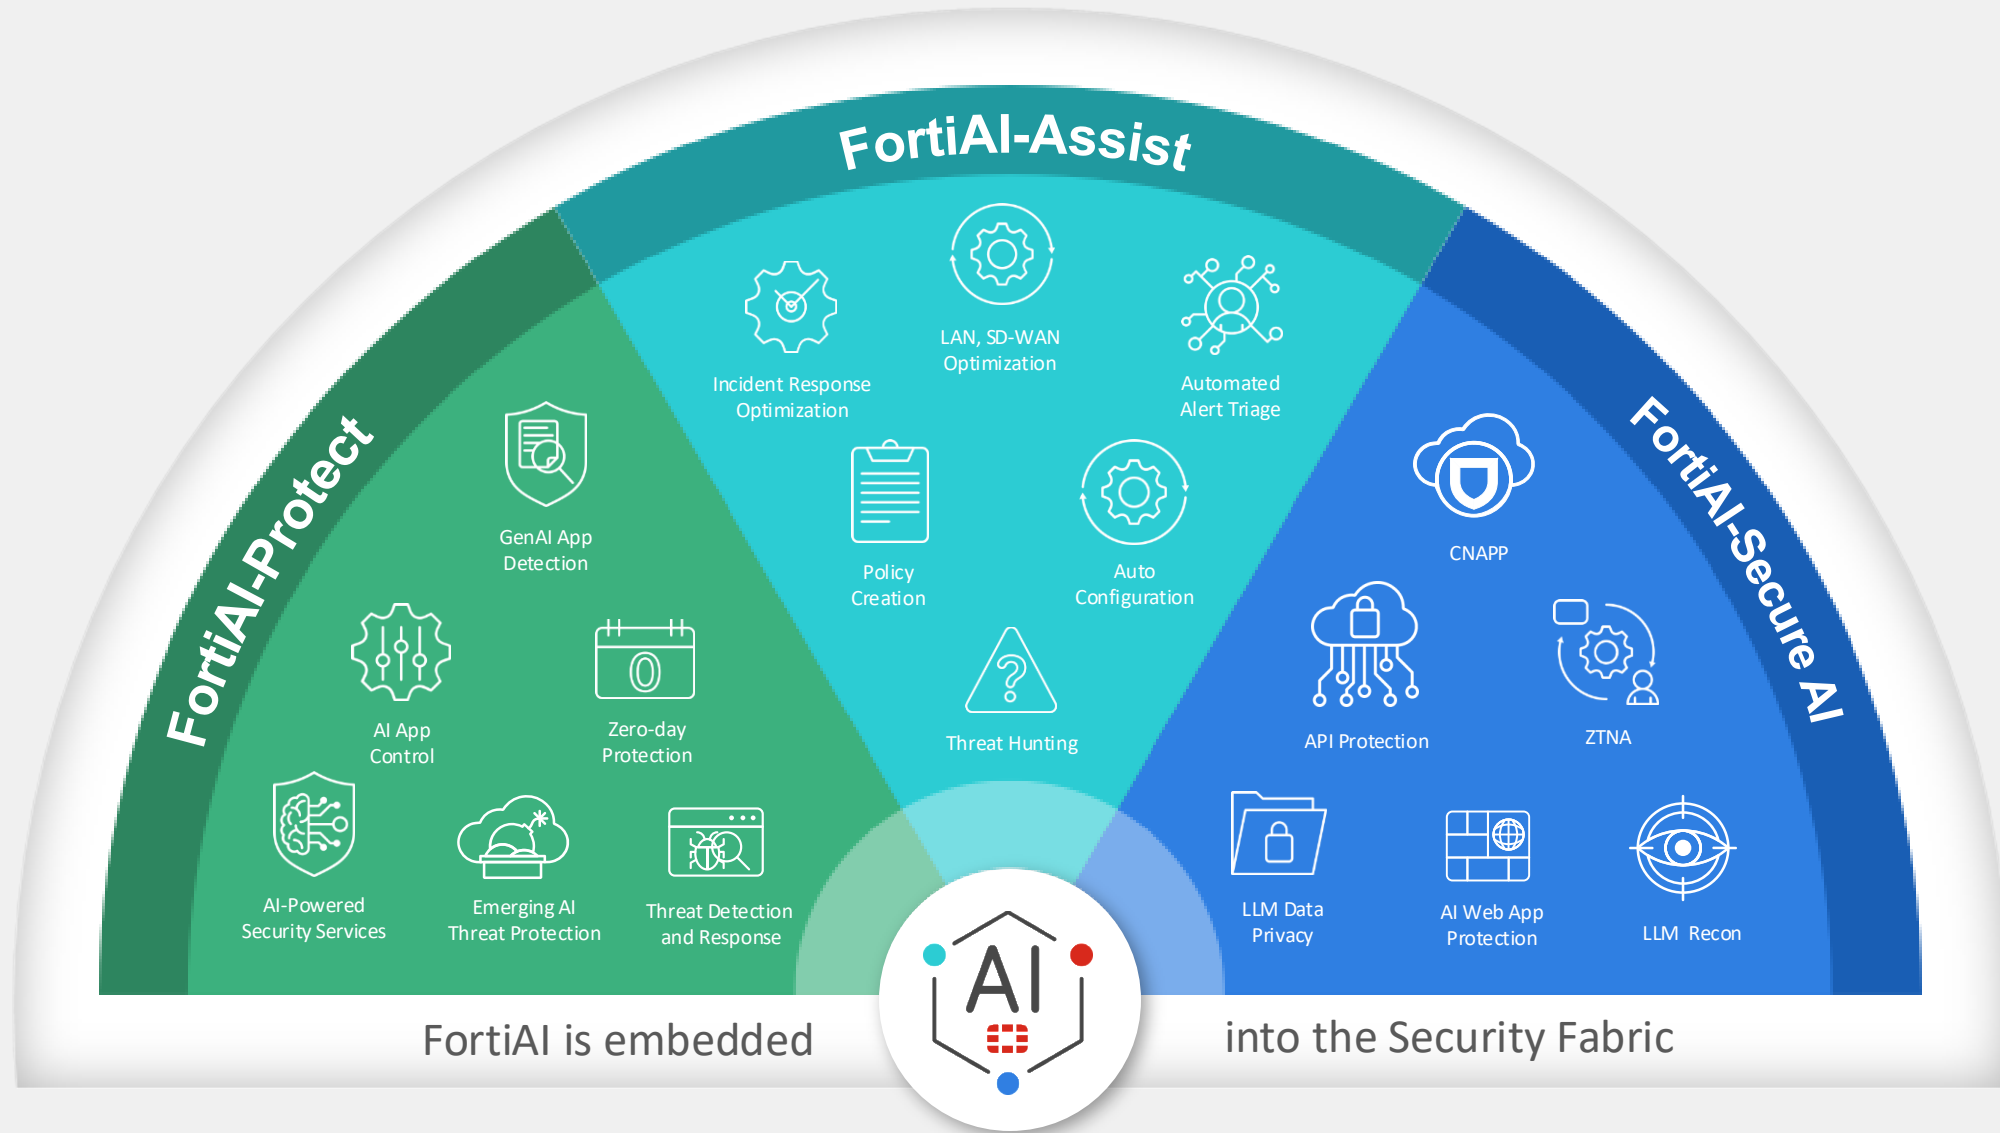 FortiAI-Assist
FortiAI-Protect
FortiAI-Secure AI
LAN, SD-WAN
Optimization
Incident Response
Optimization
Automated
Alert Triage
Policy
Creation
Auto
Configuration
Threat Hunting
GenAI App
Detection
AI App
Control
Zero-day
Protection
AI-Powered
Security Services
Emerging AI
Threat Protection
Threat Detection
and Response
CNAPP
API Protection
ZTNA
LLM Data
Privacy
AI Web App
Protection
LLM Recon
0
?
AI
FortiAI is embedded
into the Security Fabric